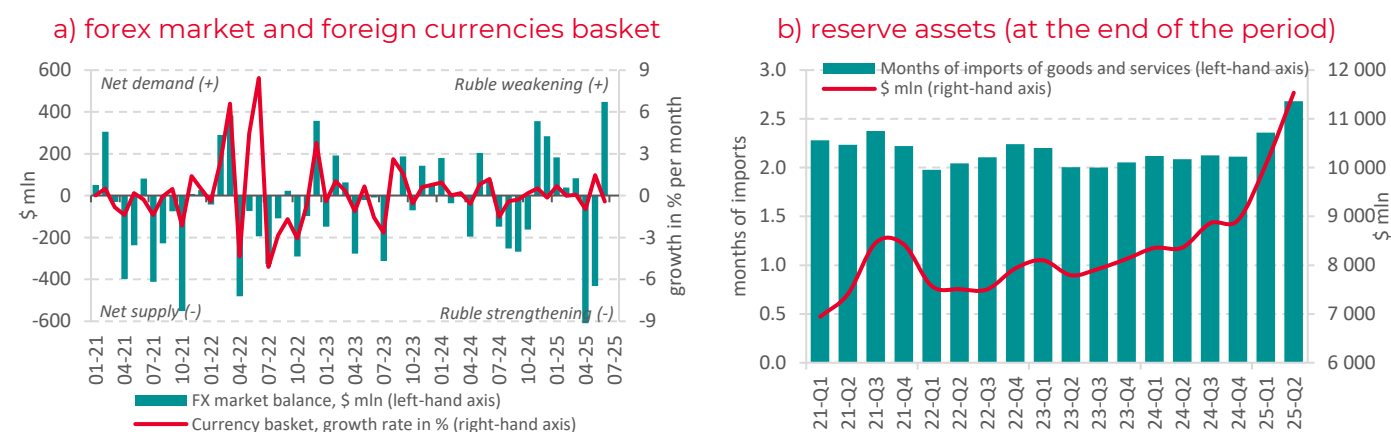 a) forex market and foreign currencies basket
600
400
200
0
-200
-400
-600
$ mln
Net demand (+)
Ruble weakening (+)
Net supply (-)
Ruble strengthening (-)
9
6
3
0
-3
-6
-9
growth in % per month
01-21
04-21
07-21
10-21
01-22
04-22
07-22
10-22
01-23
04-23
07-23
10-23
01-24
04-24
07-24
10-24
01-25
04-25
07-25
FX market balance, $ mln (left-hand axis)
Currency basket, growth rate in % (right-hand axis)
b) reserve assets (at the end of the period)
Months of imports of goods and services (left-hand axis)
$ mln (right-hand axis)
3.0
2.5
2.0
1.5
1.0
0.5
0.0
months of imports
12 000
11 000
10 000
9 000
8 000
7 000
6 000
$ mln
21-Q1
21-Q2
21-Q3
21-Q4
22-Q1
22-Q2
22-Q3
22-Q4
23-Q1
23-Q2
23-Q3
23-Q4
24-Q1
24-Q2
24-Q3
24-Q4
25-Q1
25-Q2